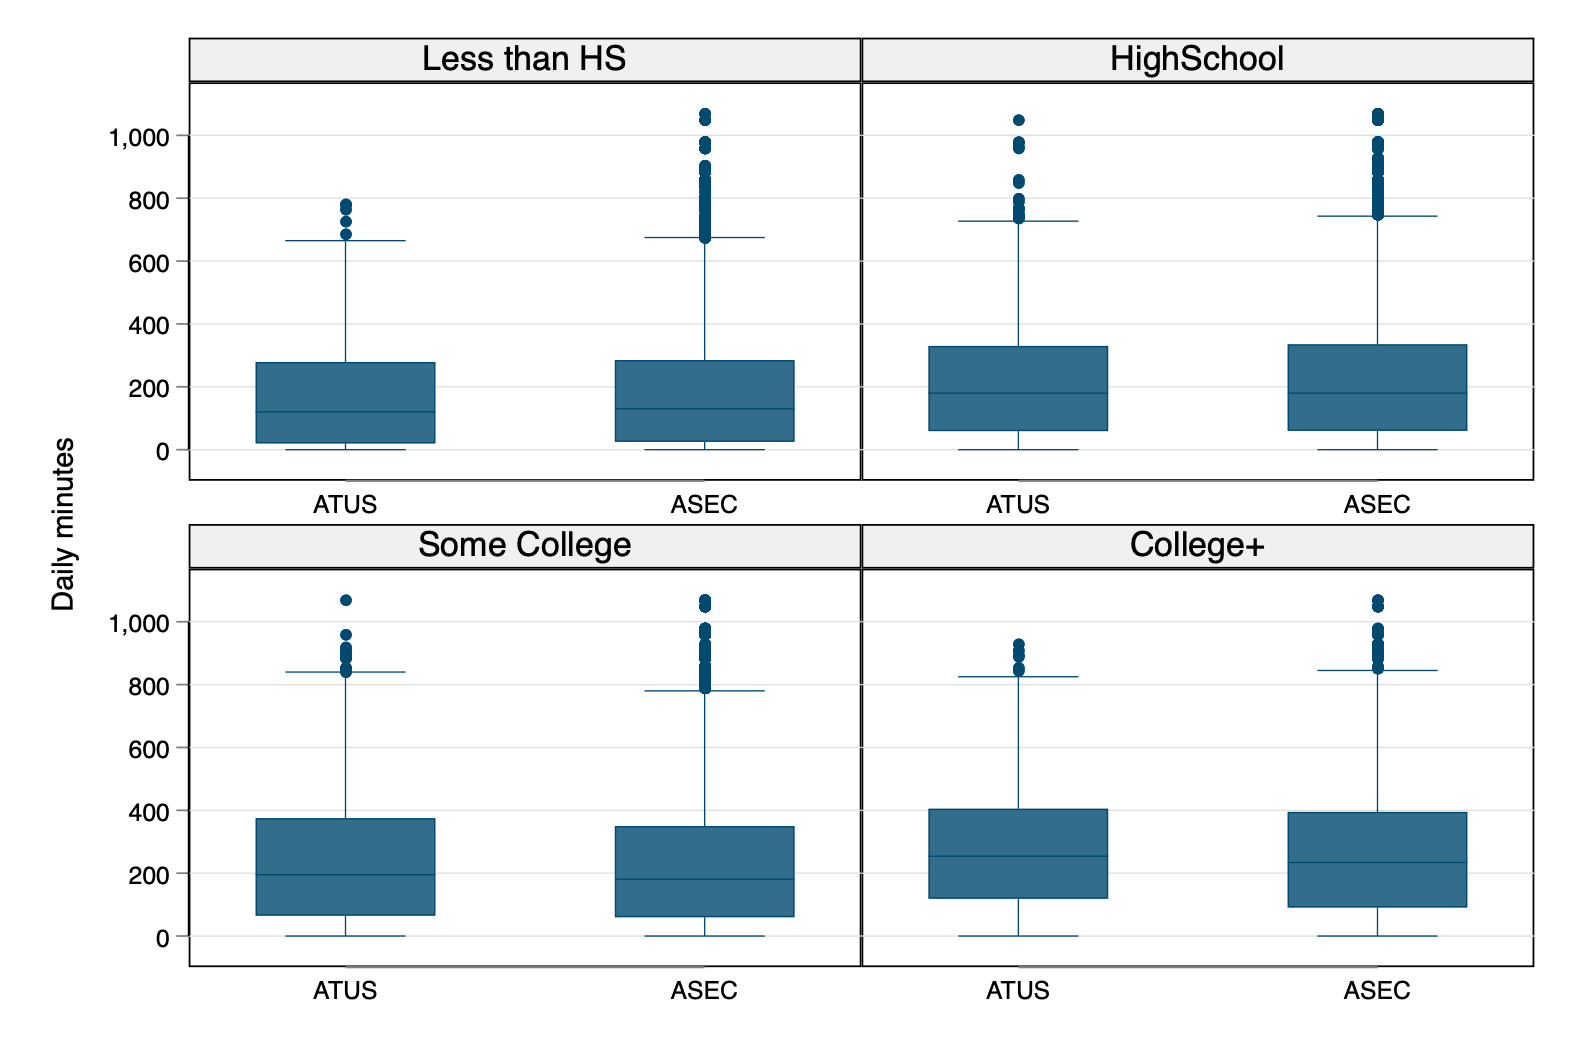 Less than HS
HighSchool
1,000
800
600
400
200
0
ATUS
ASEC
ATUS
ASEC
Daily minutes
Some College
College+
1,000
800
600
400
200
0
ATUS
ASEC
ATUS
ASEC